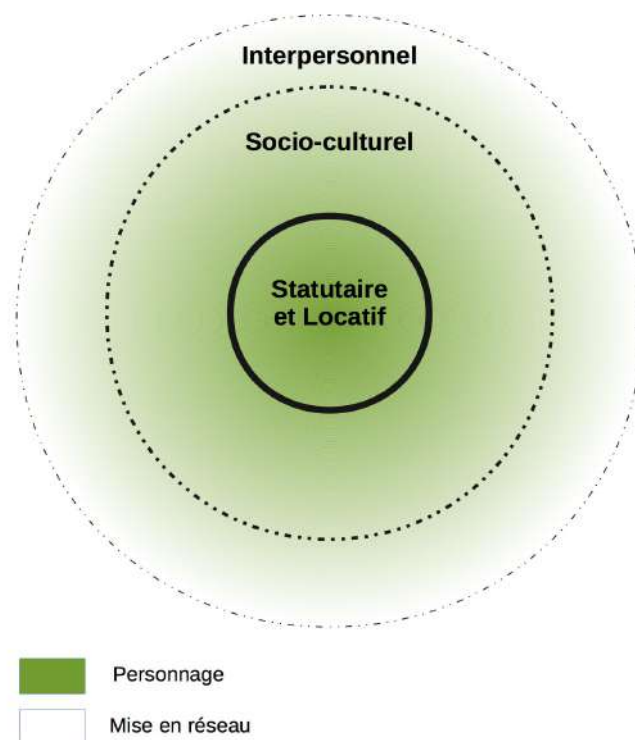 Interpersonnel
Socio-culturel
Statutaire
et Locatif
Personnage
Mise en réseau